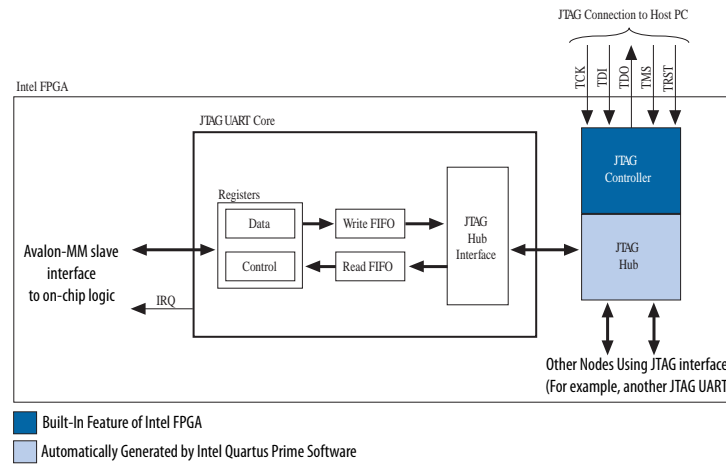 JTAG Connection to Host PC
TCK
TDI
TDO
TMS
TRST
Intel FPGA
JTAG UART Core
JTAG
Controller
Registers
Data
Write FIFO
JTAG
Hub
Interface
Avalon-MM slave
interface
to on-chip logic
Control
Read FIFO
JTAG
Hub
IRQ
Other Nodes Using JTAG interface
(For example, another JTAG UART
Built-In Feature of Intel FPGA
Automatically Generated by Intel Quartus Prime Software